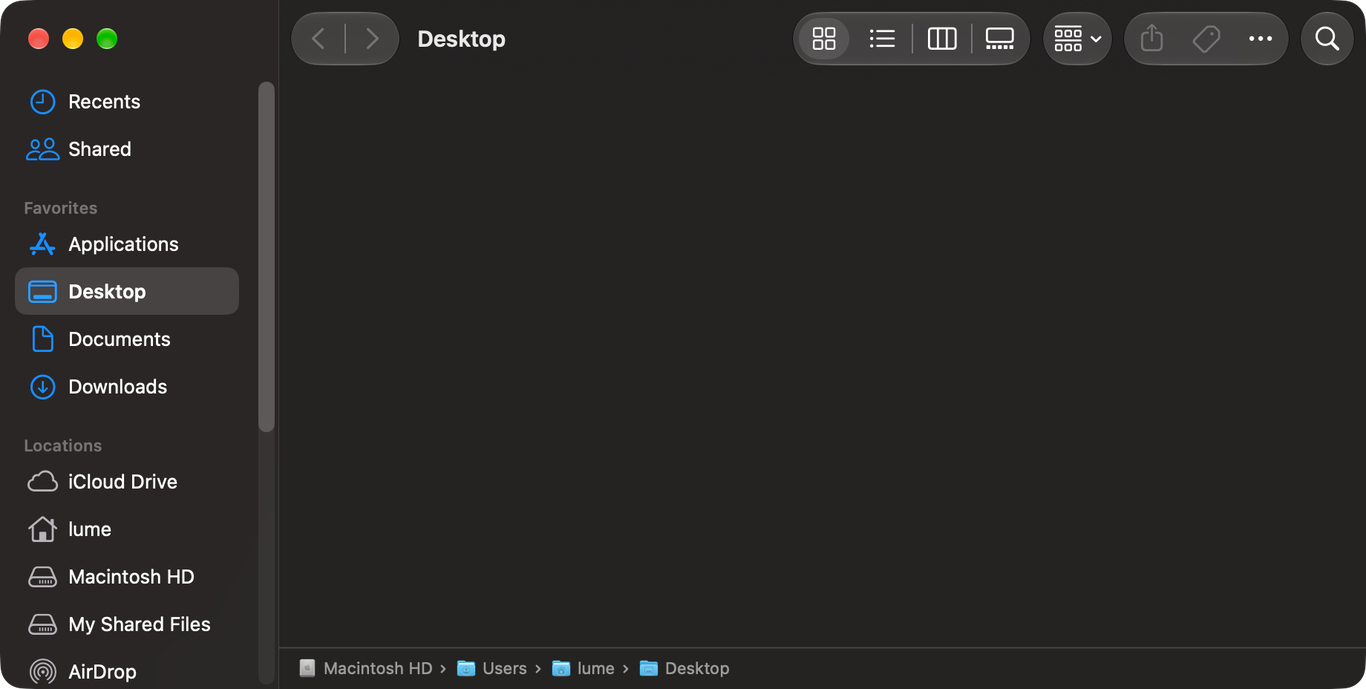 Desktop
Recents
Shared
Favorites
Applications
Desktop
Documents
Downloads
Locations
iCloud Drive
lume
Macintosh HD
My Shared Files
AirDrop
Macintosh HD › Users › lume › Desktop